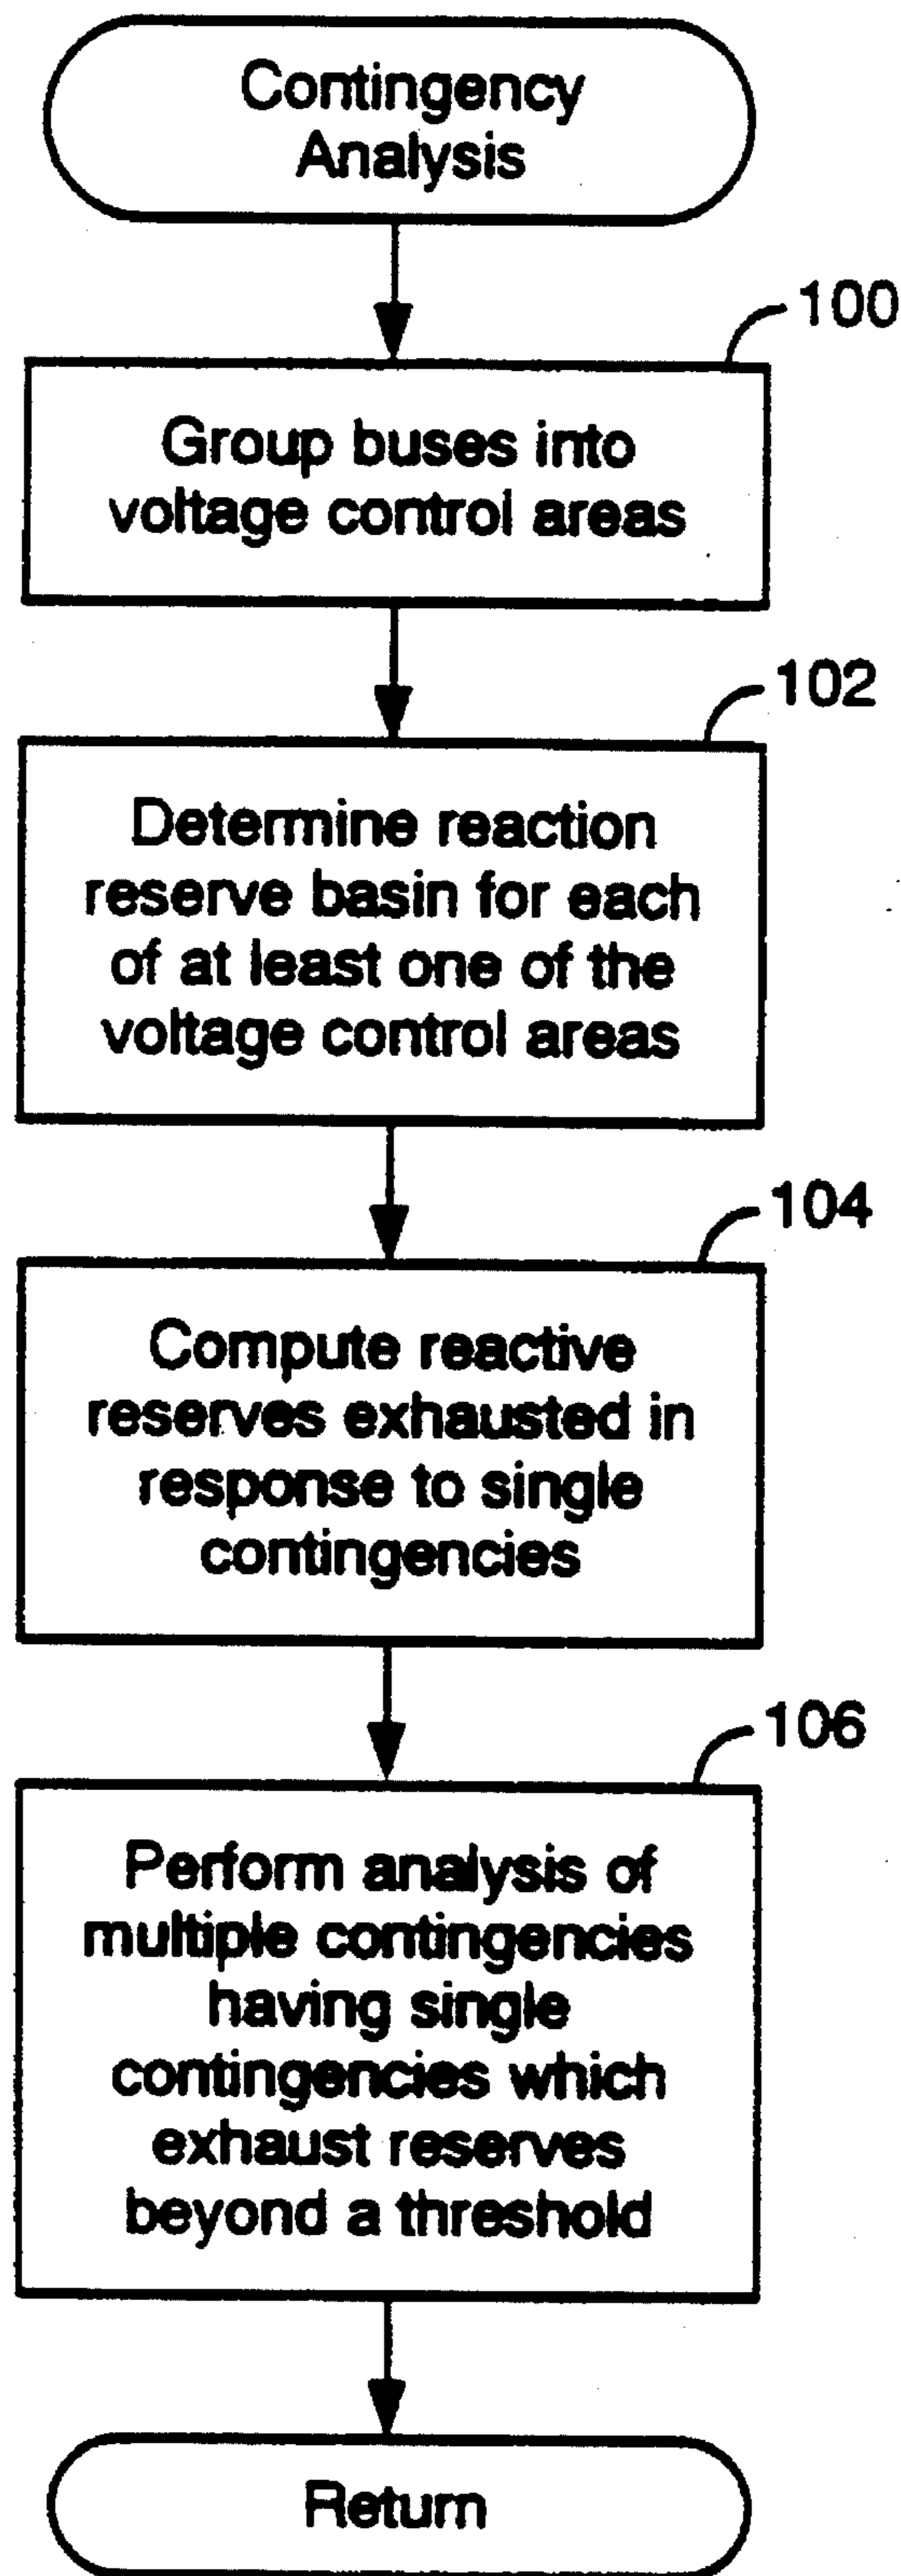 Contingency
Analysis
100
Group buses into
voltage control areas
102
Determine reaction
reserve basin for each
of at least one of the
voltage control areas
104
Compute reactive
reserves exhausted in
response to single
contingencies
106
Perform analysis of
multiple contingencies
having single
contingencies which
exhaust reserves
beyond a threshold
Return